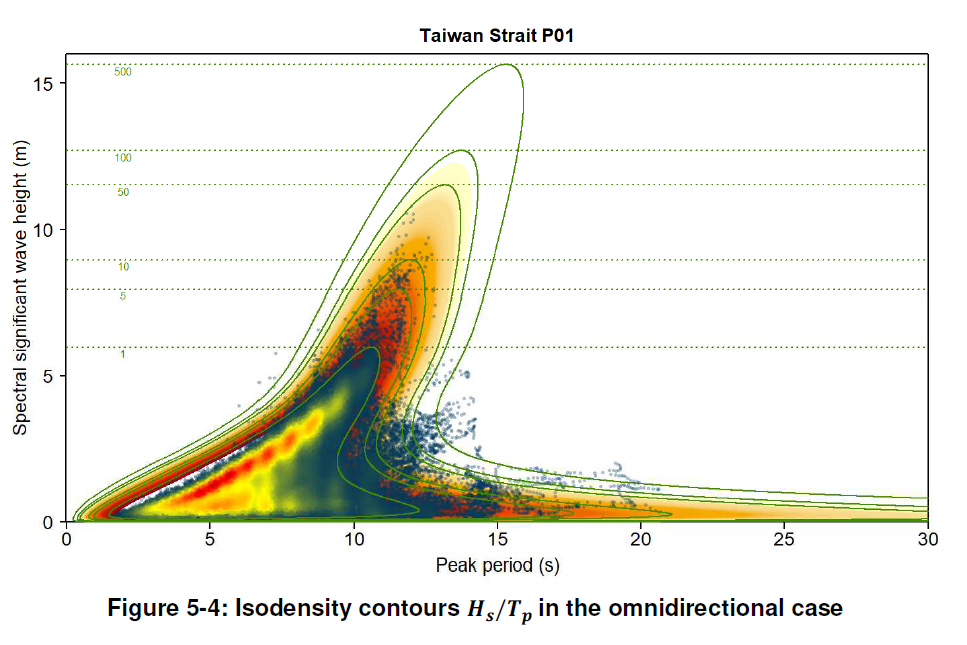 Taiwan Strait P01
Spectral significant wave height (m)
15
10
5
0
500
100
50
10
5
1
0 5 10 15 20 25 30
Peak period (s)
Figure 5-4: Isodensity contours Hₛ/Tₚ in the omnidirectional case